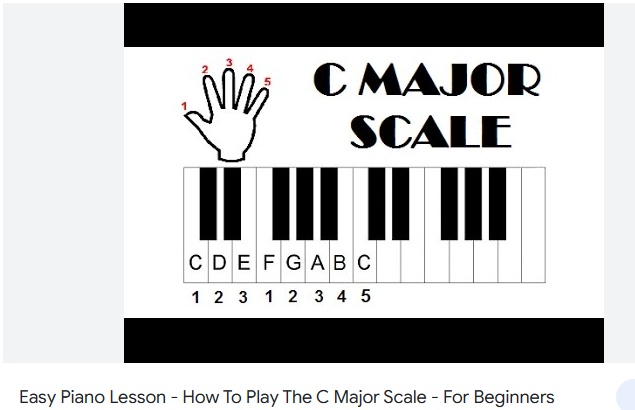 1 2 3 4 5
C MAJOR
SCALE
C D E F G A B C
1 2 3 1 2 3 4 5
Easy Piano Lesson - How To Play The C Major Scale - For Beginners